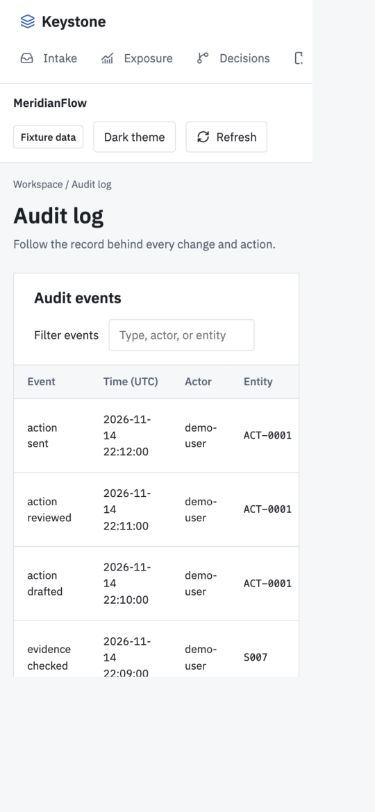 Keystone
Intake Exposure Decisions
MeridianFlow
Fixture data Dark theme Refresh
Workspace / Audit log
Audit log
Follow the record behind every change and action.
Audit events
Filter events Type, actor, or entity
Event Time (UTC) Actor Entity
action sent 2026-11-14 22:12:00 demo-user ACT-0001
action reviewed 2026-11-14 22:11:00 demo-user ACT-0001
action drafted 2026-11-14 22:10:00 demo-user ACT-0001
evidence checked 2026-11-14 22:09:00 demo-user S007